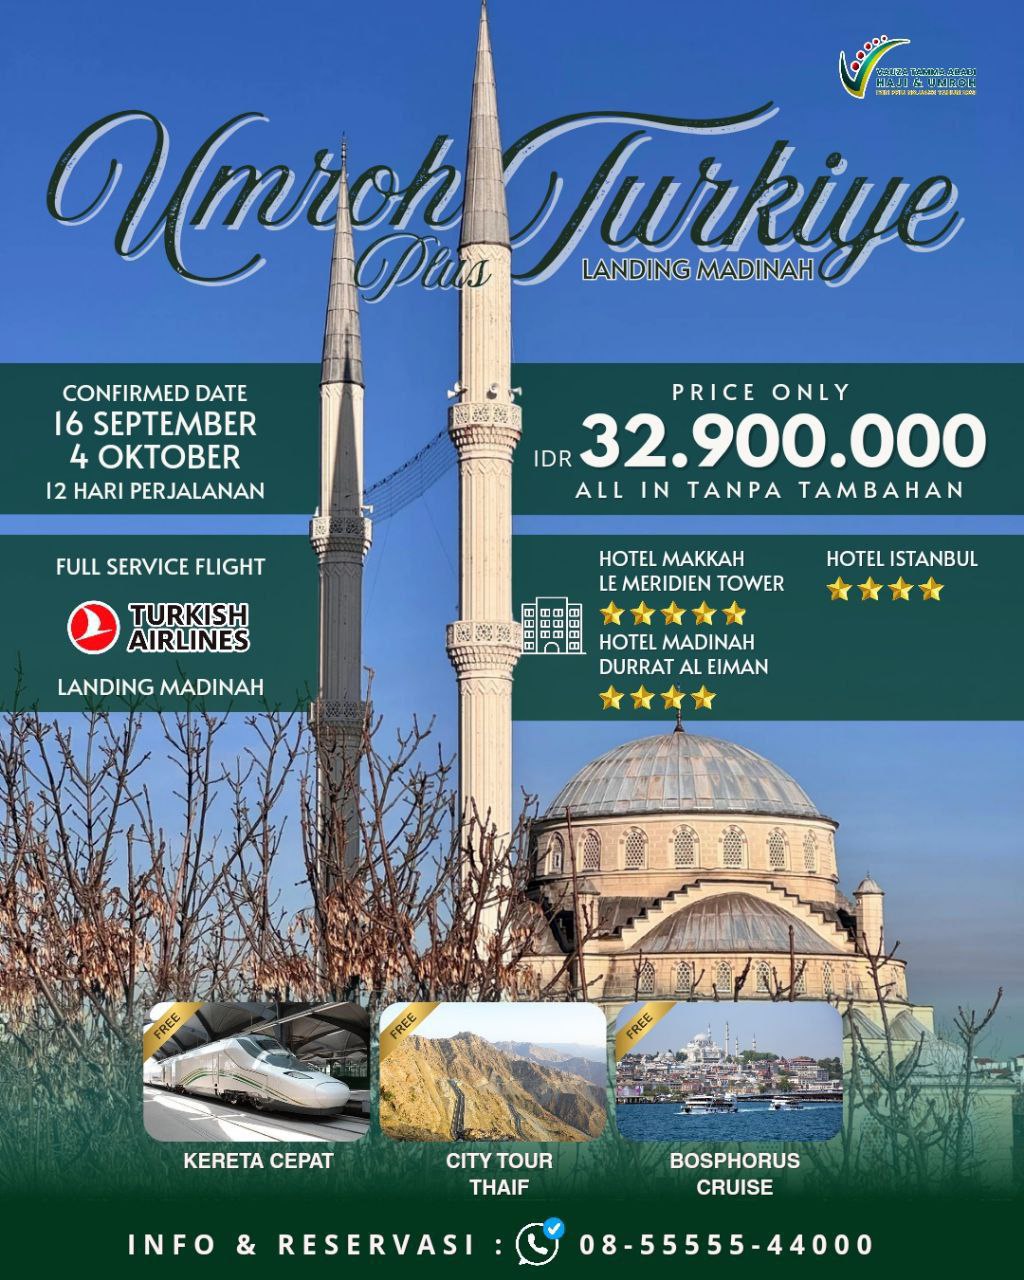 YAUZA TAMMA ABADI
HAJI & UMROH
Umroh Turkiye
Plus
LANDING MADINAH
CONFIRMED DATE
16 SEPTEMBER
4 OKTOBER
12 HARI PERJALANAN
PRICE ONLY
IDR 32.900.000
ALL IN TANPA TAMBAHAN
FULL SERVICE FLIGHT
TURKISH
AIRLINES
LANDING MADINAH
HOTEL MAKKAH
LE MERIDIEN TOWER
HOTEL MADINAH
DURRAT AL EIMAN
HOTEL ISTANBUL
FREE
FREE
FREE
KERETA CEPAT
CITY TOUR
THAIF
BOSPHORUS
CRUISE
INFO & RESERVASI : 08-55555-44000